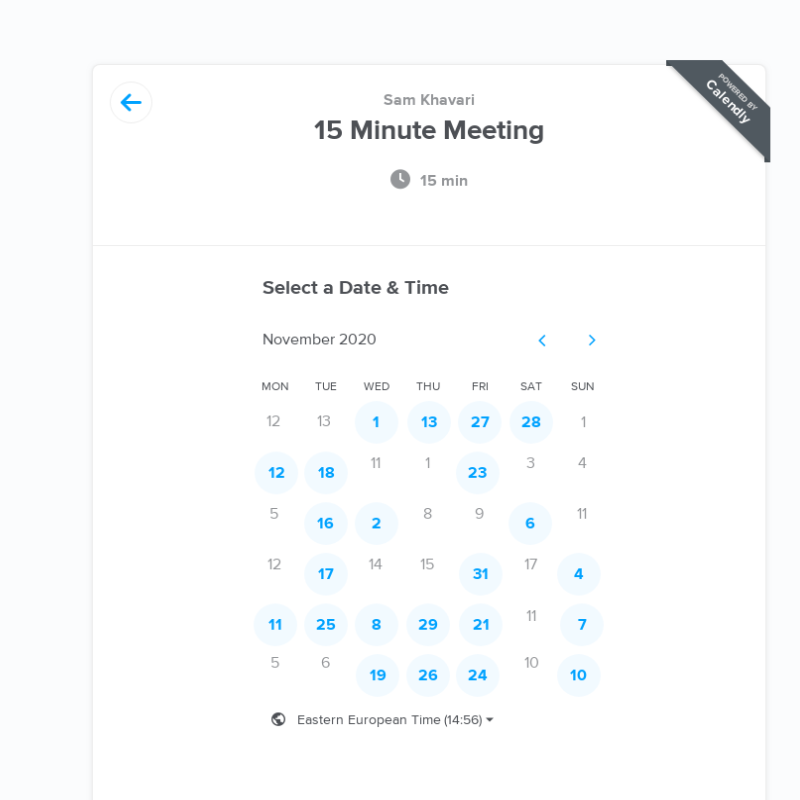 POWERED BY
Calendly
Sam Khavari
15 Minute Meeting
15 min
Select a Date & Time
November 2020
MON TUE WED THU FRI SAT SUN
12 13 1 13 27 28 1
12 18 11 1 23 3 4
5 16 2 8 9 6 11
12 17 14 15 31 17 4
11 25 8 29 21 11 7
5 6 19 26 24 10 10
Eastern European Time (14:56)